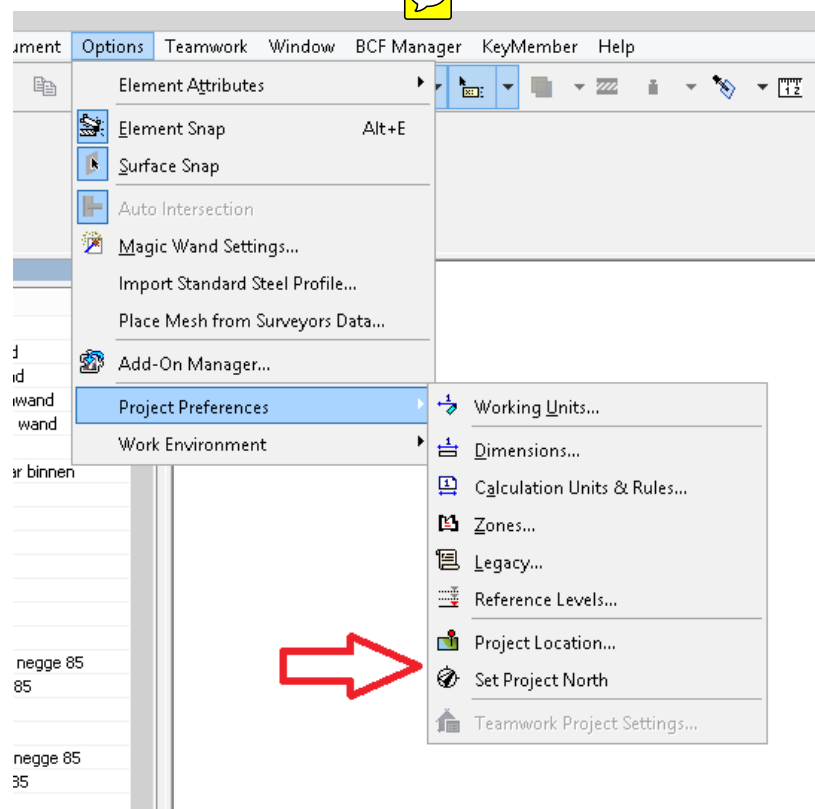 ument Options Teamwork Window BCF Manager KeyMember Help
Element Attributes
Element Snap Alt+E
Surface Snap
Auto Intersection
Magic Wand Settings...
Import Standard Steel Profile...
Place Mesh from Surveyors Data...
Add-On Manager...
Project Preferences
Work Environment
Working Units...
Dimensions...
Calculation Units & Rules...
Zones...
Legacy...
Reference Levels...
Project Location...
Set Project North
Teamwork Project Settings...
d
nd
wand
wand
ar binnen
negge 85
85
negge 85
85